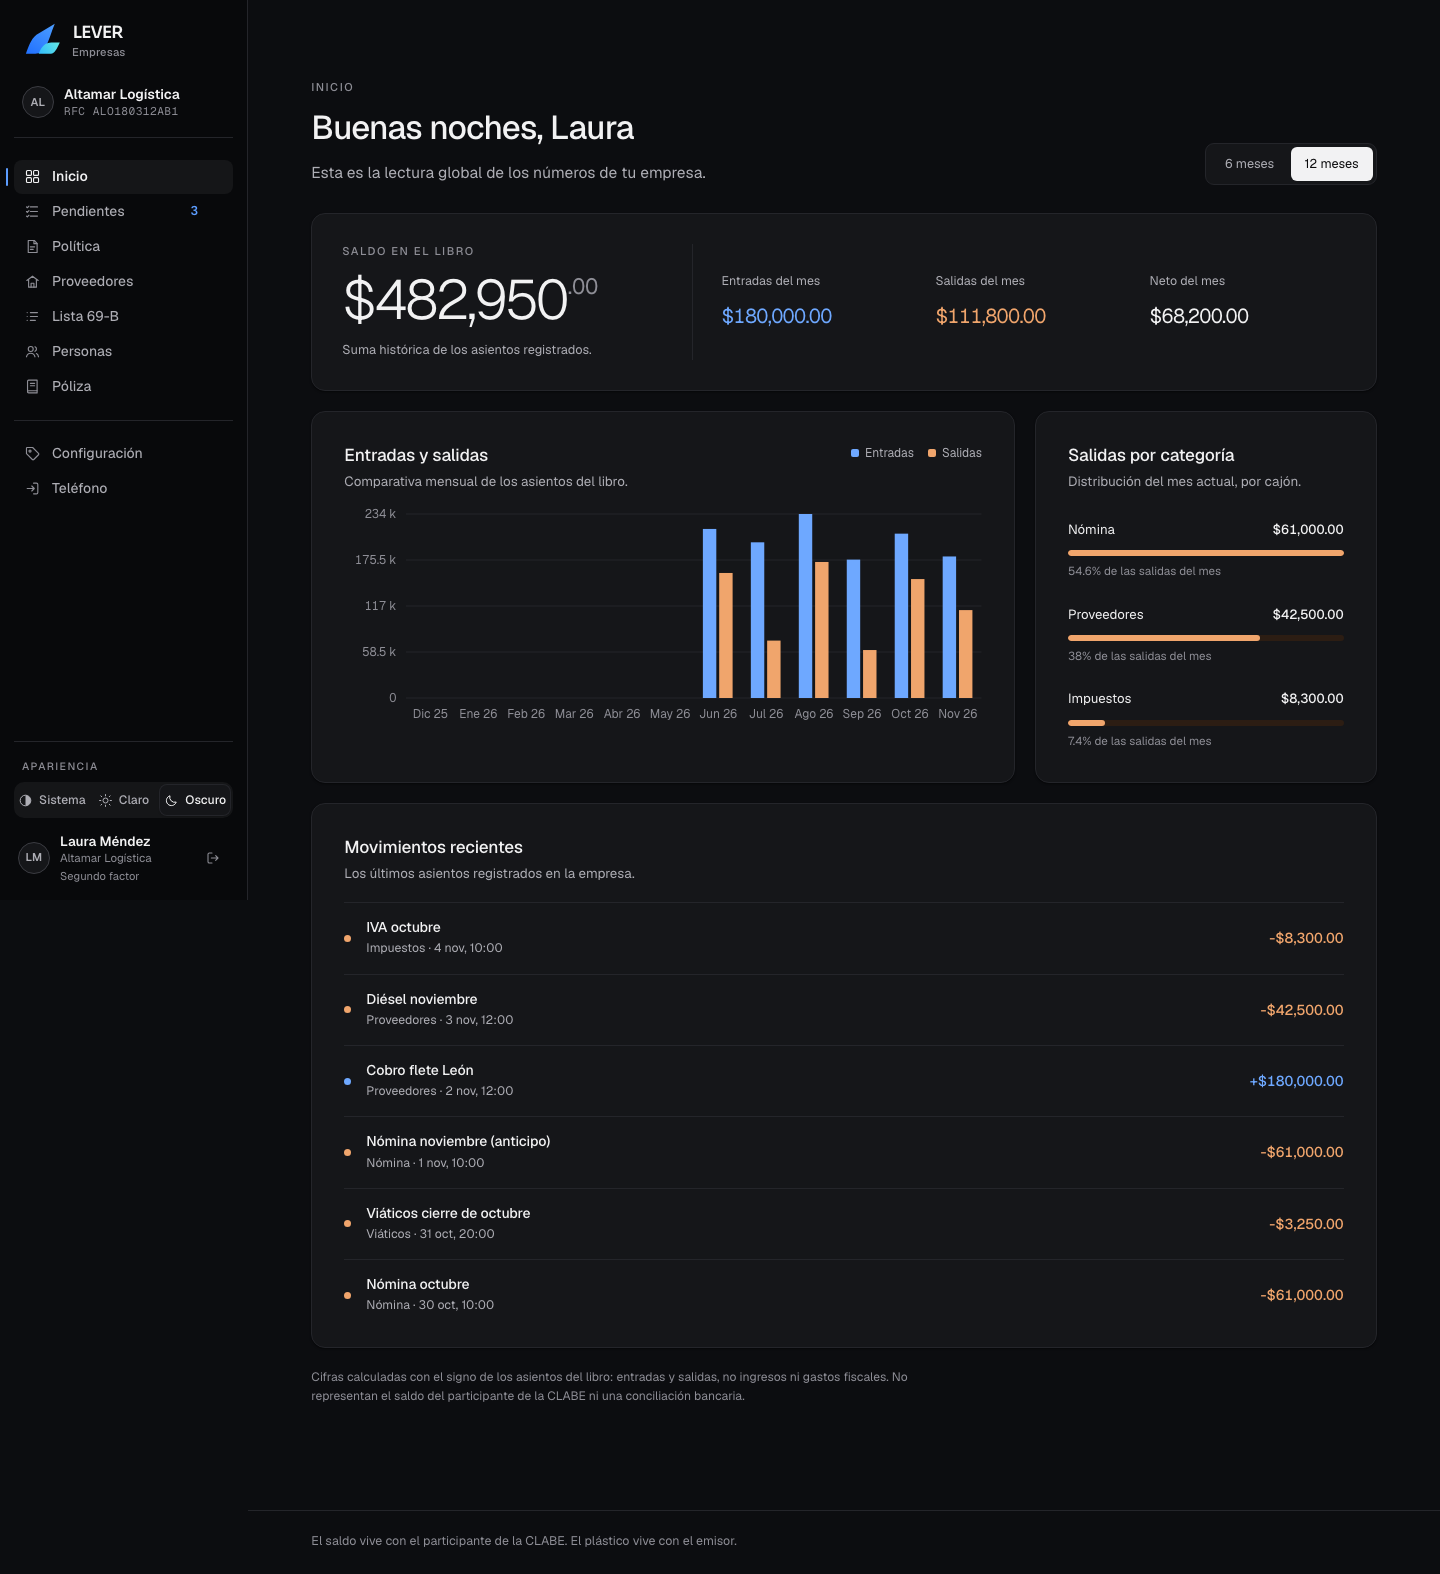 LEVER
Empresas
AL
Altamar Logística
RFC ALO180312AB1
Inicio
Pendientes 3
Política
Proveedores
Lista 69-B
Personas
Póliza
Configuración
Teléfono
APARIENCIA
Sistema Claro Oscuro
LM
Laura Méndez
Altamar Logística
Segundo factor
INICIO
Buenas noches, Laura
Esta es la lectura global de los números de tu empresa.
6 meses 12 meses
SALDO EN EL LIBRO
$482,950.00
Suma histórica de los asientos registrados.
Entradas del mes
$180,000.00
Salidas del mes
$111,800.00
Neto del mes
$68,200.00
Entradas y salidas
Comparativa mensual de los asientos del libro.
Entradas Salidas
234 k
175.5 k
117 k
58.5 k
0
Dic 25 Ene 26 Feb 26 Mar 26 Abr 26 May 26 Jun 26 Jul 26 Ago 26 Sep 26 Oct 26 Nov 26
Salidas por categoría
Distribución del mes actual, por cajón.
Nómina $61,000.00
54.6% de las salidas del mes
Proveedores $42,500.00
38% de las salidas del mes
Impuestos $8,300.00
7.4% de las salidas del mes
Movimientos recientes
Los últimos asientos registrados en la empresa.
IVA octubre
Impuestos · 4 nov, 10:00
-$8,300.00
Diésel noviembre
Proveedores · 3 nov, 12:00
-$42,500.00
Cobro flete León
Proveedores · 2 nov, 12:00
+$180,000.00
Nómina noviembre (anticipo)
Nómina · 1 nov, 10:00
-$61,000.00
Viáticos cierre de octubre
Viáticos · 31 oct, 20:00
-$3,250.00
Nómina octubre
Nómina · 30 oct, 10:00
-$61,000.00
Cifras calculadas con el signo de los asientos del libro: entradas y salidas, no ingresos ni gastos fiscales. No
representan el saldo del participante de la CLABE ni una conciliación bancaria.
El saldo vive con el participante de la CLABE. El plástico vive con el emisor.